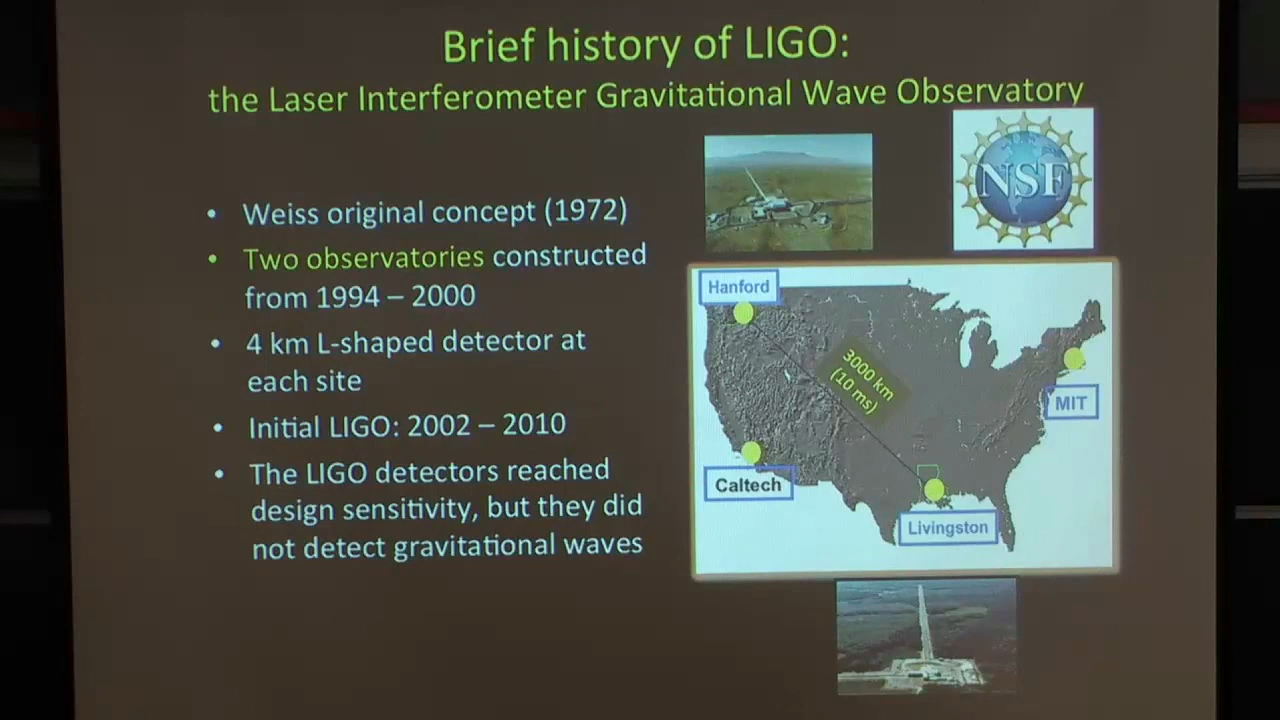 Brief history of LIGO:
the Laser Interferometer Gravitational Wave Observatory
• Weiss original concept (1972)
• Two observatories constructed
from 1994 – 2000
• 4 km L-shaped detector at
each site
• Initial LIGO: 2002 – 2010
• The LIGO detectors reached
design sensitivity, but they did
not detect gravitational waves
NSF
Hanford
3000 km
(10 ms)
MIT
Caltech
Livingston